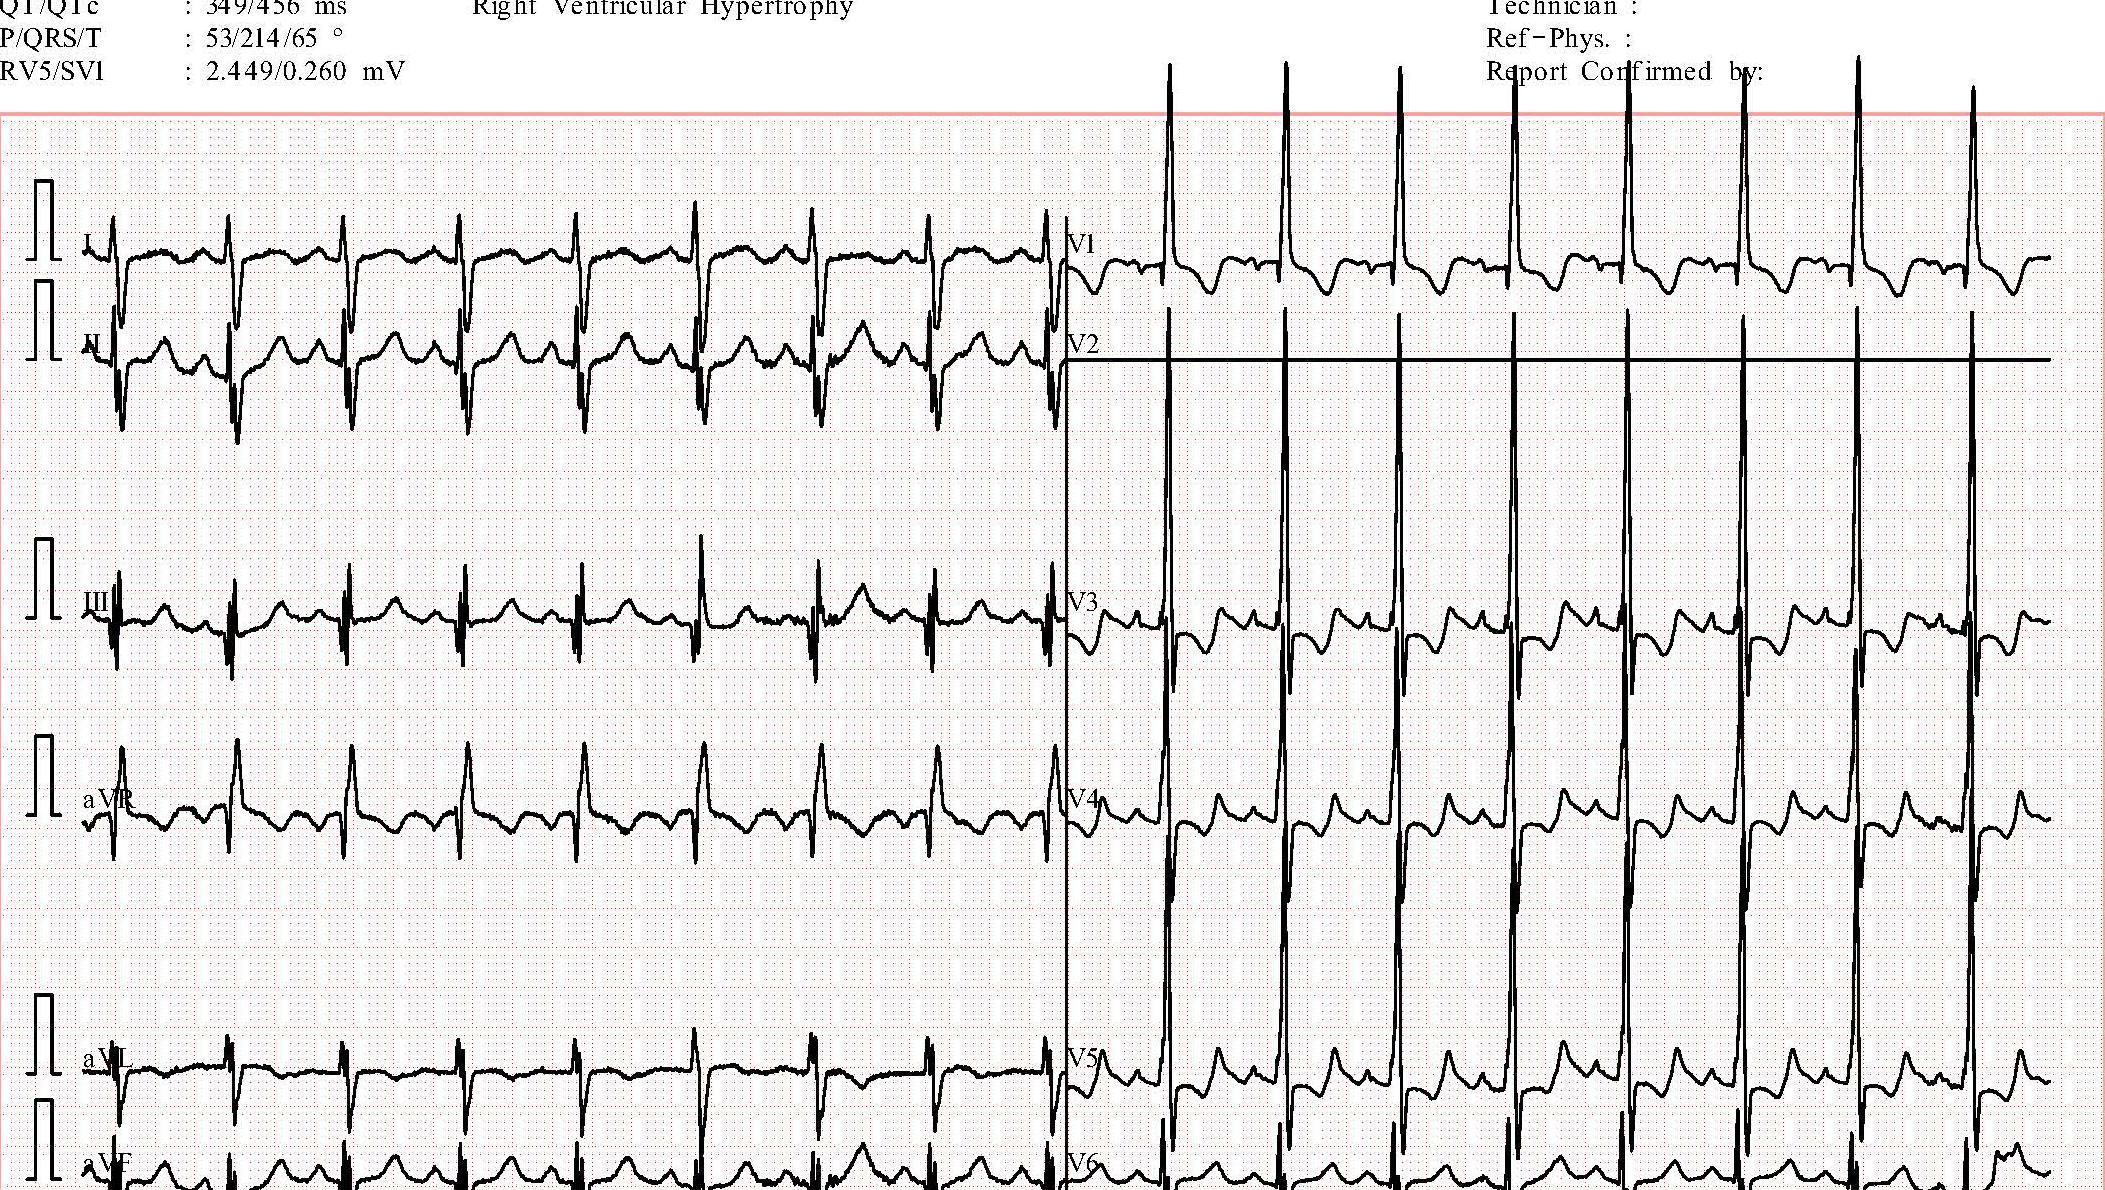 QT/QTc : 349/456 ms
P/QRS/T : 53/214/65 °
RV5/SV1 : 2.449/0.260 mV
Right Ventricular Hypertrophy
Technician :
Ref-Phys. :
Report Confirmed by:
I
II
III
aVR
aVL
aVF
V1
V2
V3
V4
V5
V6